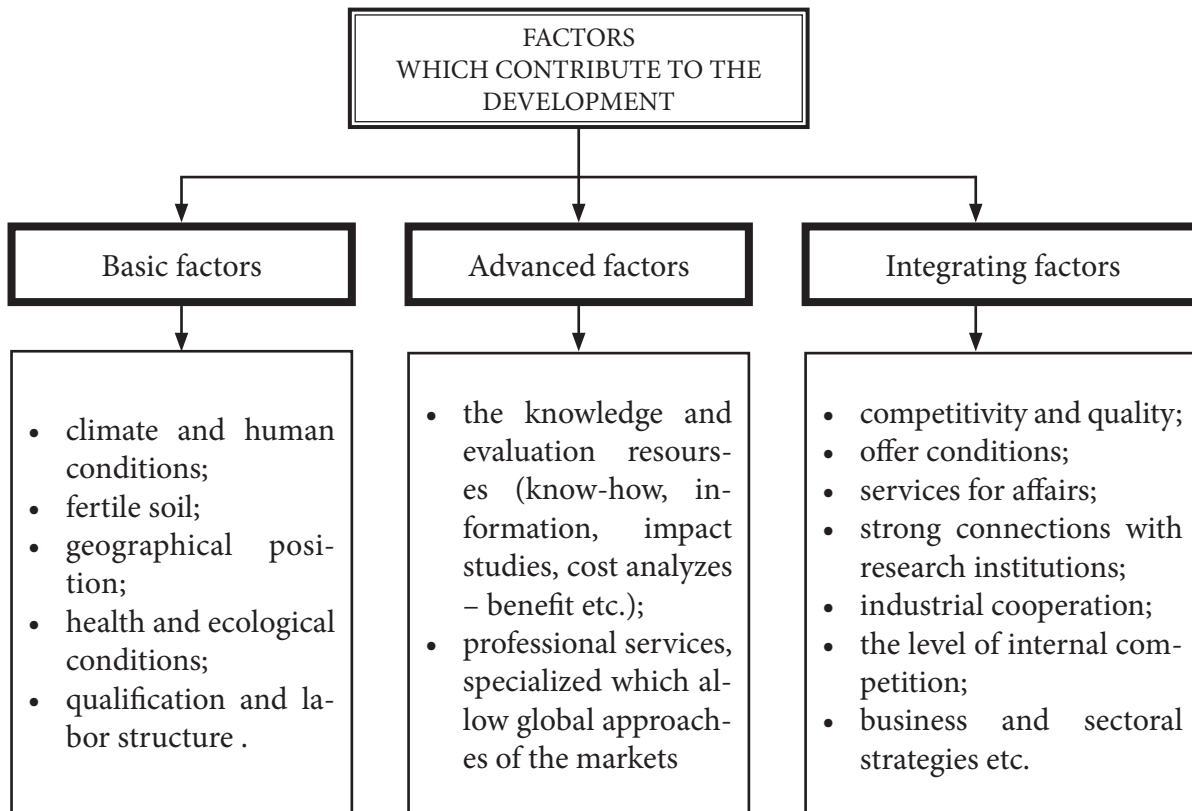 FACTORS
WHICH CONTRIBUTE TO THE
DEVELOPMENT
Basic factors
Advanced factors
Integrating factors
• climate and human
conditions;
• fertile soil;
• geographical posi-
tion;
• health and ecological
conditions;
• qualification and la-
bor structure .
• the knowledge and
evaluation resours-
es (know-how, in-
formation, impact
studies, cost analyzes
– benefit etc.);
• professional services,
specialized which al-
low global approach-
es of the markets
• competitivity and quality;
• offer conditions;
• services for affairs;
• strong connections with
research institutions;
• industrial cooperation;
• the level of internal com-
petition;
• business and sectoral
strategies etc.